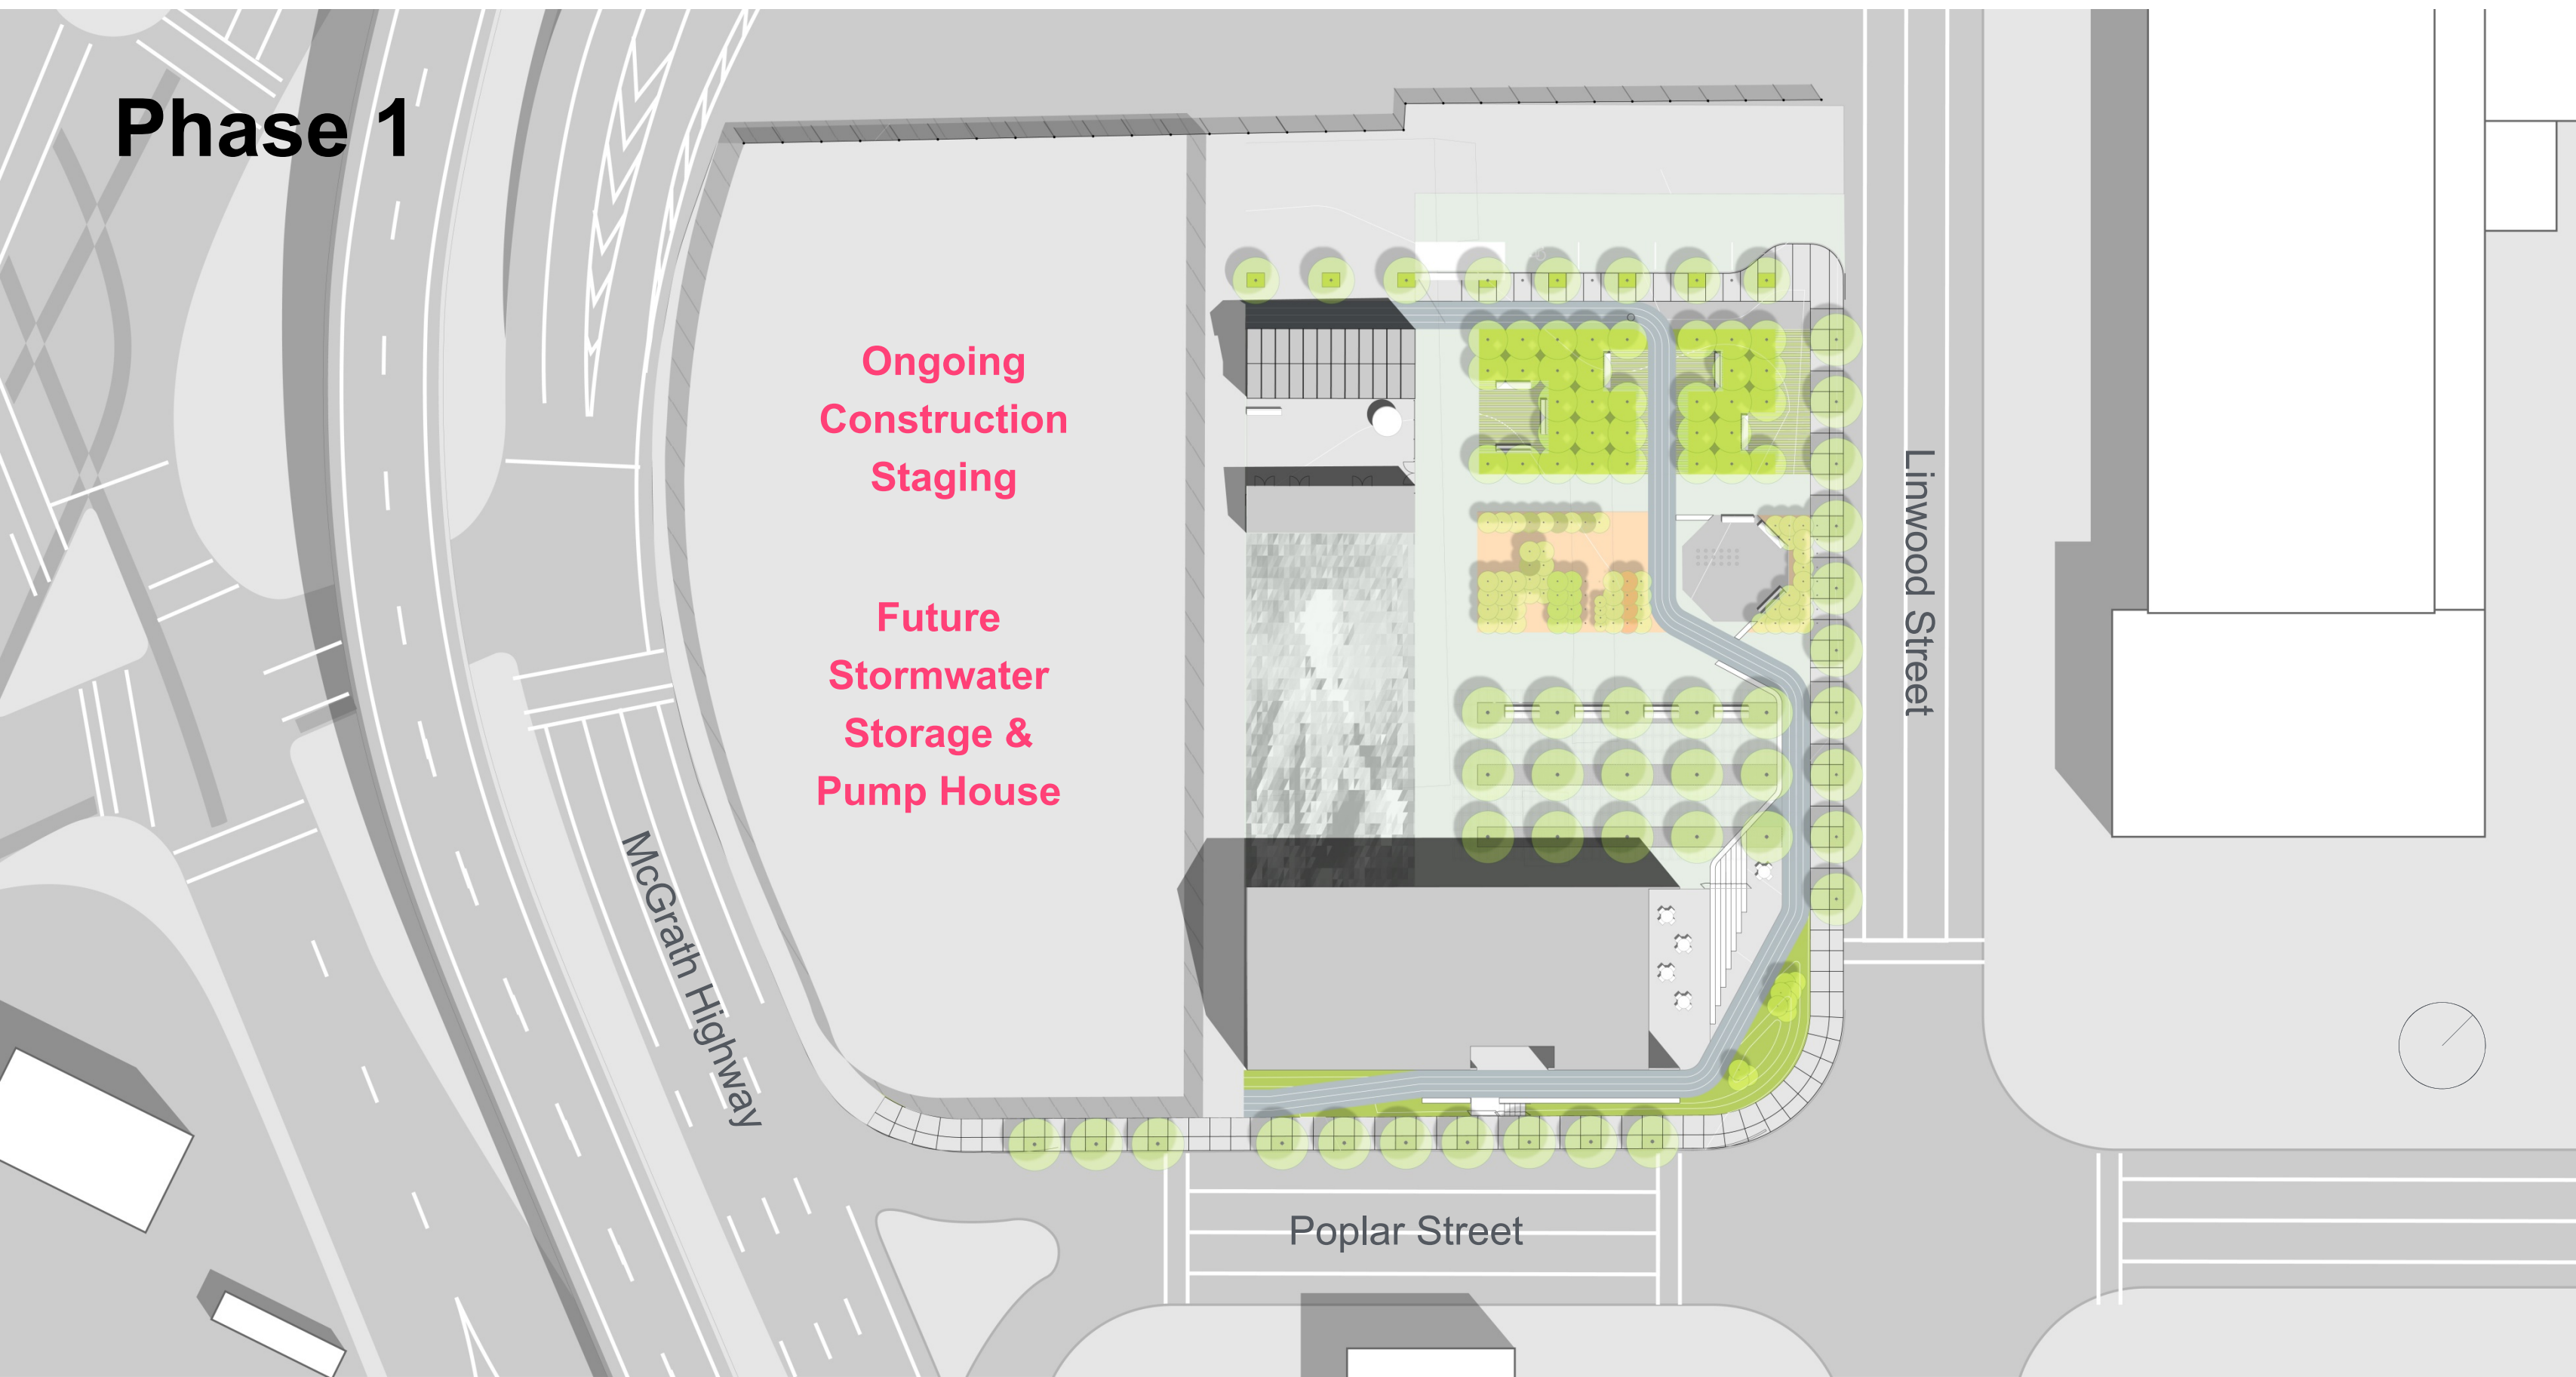 Phase 1
Ongoing
Construction
Staging
Future
Stormwater
Storage &
Pump House
Linwood Street
McGrath Highway
Poplar Street